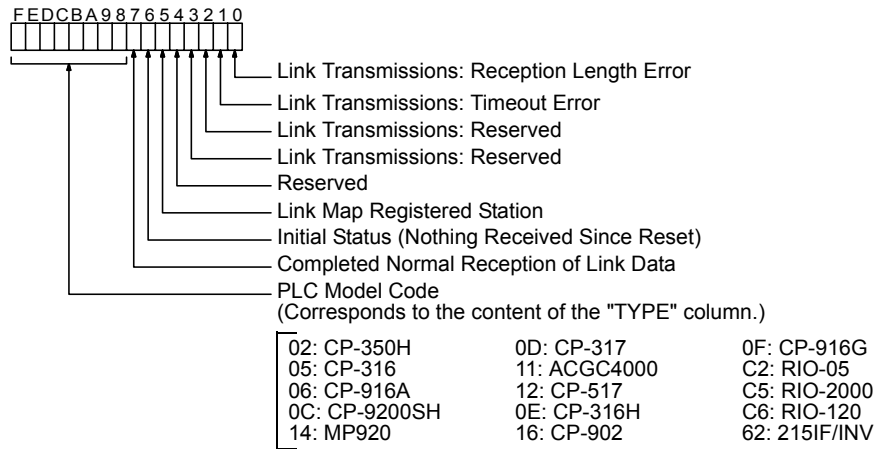 FEDCBA9876543210
Link Transmissions: Reception Length Error
Link Transmissions: Timeout Error
Link Transmissions: Reserved
Link Transmissions: Reserved
Reserved
Link Map Registered Station
Initial Status (Nothing Received Since Reset)
Completed Normal Reception of Link Data
PLC Model Code
(Corresponds to the content of the "TYPE" column.)
02: CP-350H 0D: CP-317 0F: CP-916G
05: CP-316 11: ACGC4000 C2: RIO-05
06: CP-916A 12: CP-517 C5: RIO-2000
0C: CP-9200SH 0E: CP-316H C6: RIO-120
14: MP920 16: CP-902 62: 215IF/INV